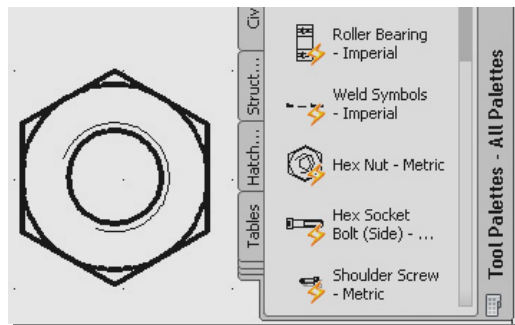 Civ
Struct...
Hatch...
Tables
Roller Bearing
- Imperial
Weld Symbols
- Imperial
Hex Nut - Metric
Hex Socket
Bolt (Side) - ...
Shoulder Screw
- Metric
Tool Palettes - All Palettes